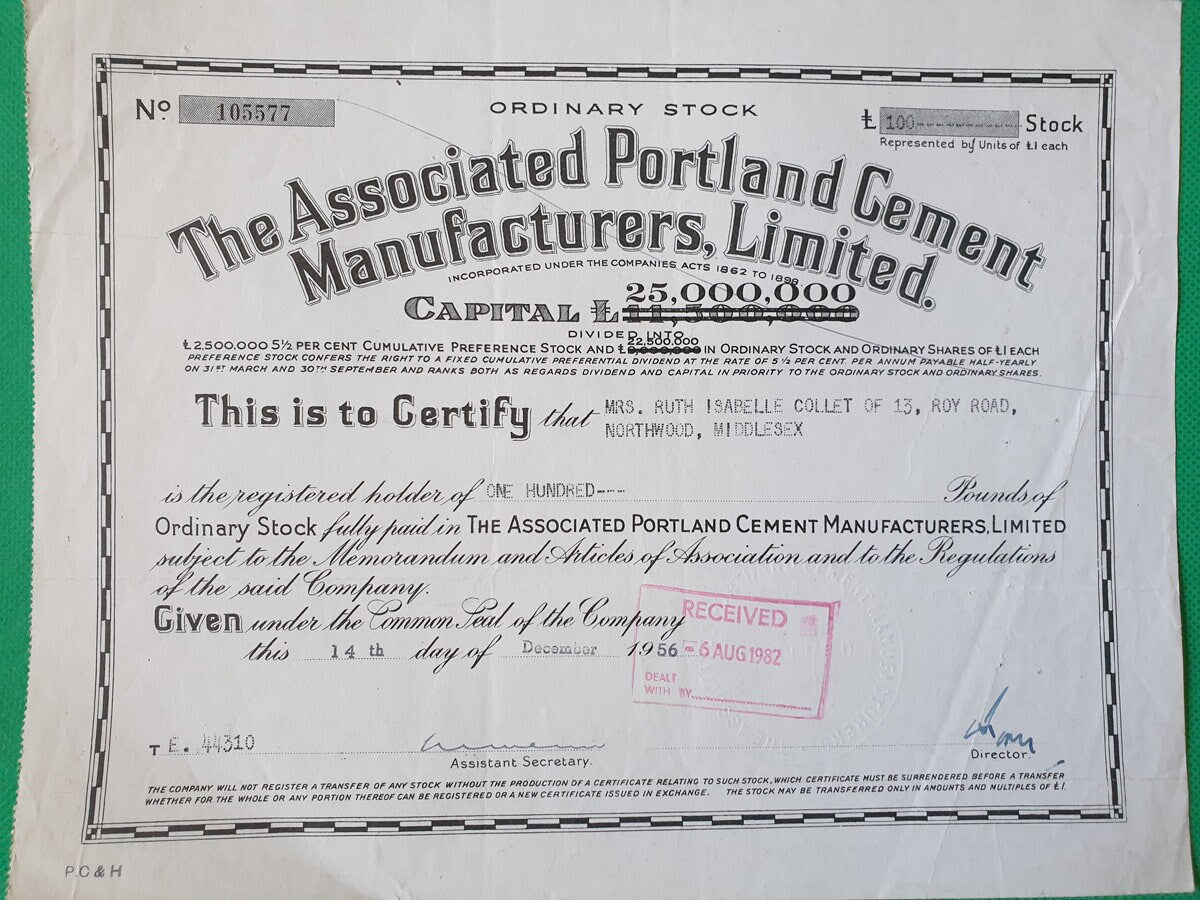 Nº 105577
ORDINARY STOCK
£ 100----------- Stock
Represented by Units of £1 each
The Associated Portland Cement
Manufacturers, Limited.
INCORPORATED UNDER THE COMPANIES ACTS 1862 TO 1898
25,000,000
CAPITAL £ 11,500,000
DIVIDED INTO
22,500,000
£2,500,000 5½ PER CENT CUMULATIVE PREFERENCE STOCK AND £ IN ORDINARY STOCK AND ORDINARY SHARES OF £1 EACH
PREFERENCE STOCK CONFERS THE RIGHT TO A FIXED CUMULATIVE PREFERENTIAL DIVIDEND AT THE RATE OF 5½ PER CENT. PER ANNUM PAYABLE HALF-YEARLY
ON 31ST MARCH AND 30TH SEPTEMBER AND RANKS BOTH AS REGARDS DIVIDEND AND CAPITAL IN PRIORITY TO THE ORDINARY STOCK AND ORDINARY SHARES.
This is to Certify that MRS. RUTH ISABELLE COLLET OF 13, ROY ROAD,
NORTHWOOD, MIDDLESEX
is the registered holder of ONE HUNDRED--- Pounds of
Ordinary Stock fully paid in THE ASSOCIATED PORTLAND CEMENT MANUFACTURERS, LIMITED
subject to the Memorandum and Articles of Association and to the Regulations
of the said Company.
Given under the Common Seal of the Company
this 14 th day of December 1956
RECEIVED
-6 AUG 1982
DEALT
WITH BY
T E. 44310
Assistant Secretary.
Director.
THE COMPANY WILL NOT REGISTER A TRANSFER OF ANY STOCK WITHOUT THE PRODUCTION OF A CERTIFICATE RELATING TO SUCH STOCK, WHICH CERTIFICATE MUST BE SURRENDERED BEFORE A TRANSFER
WHETHER FOR THE WHOLE OR ANY PORTION THEREOF CAN BE REGISTERED OR A NEW CERTIFICATE ISSUED IN EXCHANGE. THE STOCK MAY BE TRANSFERRED ONLY IN AMOUNTS AND MULTIPLES OF £1.
P.C & H